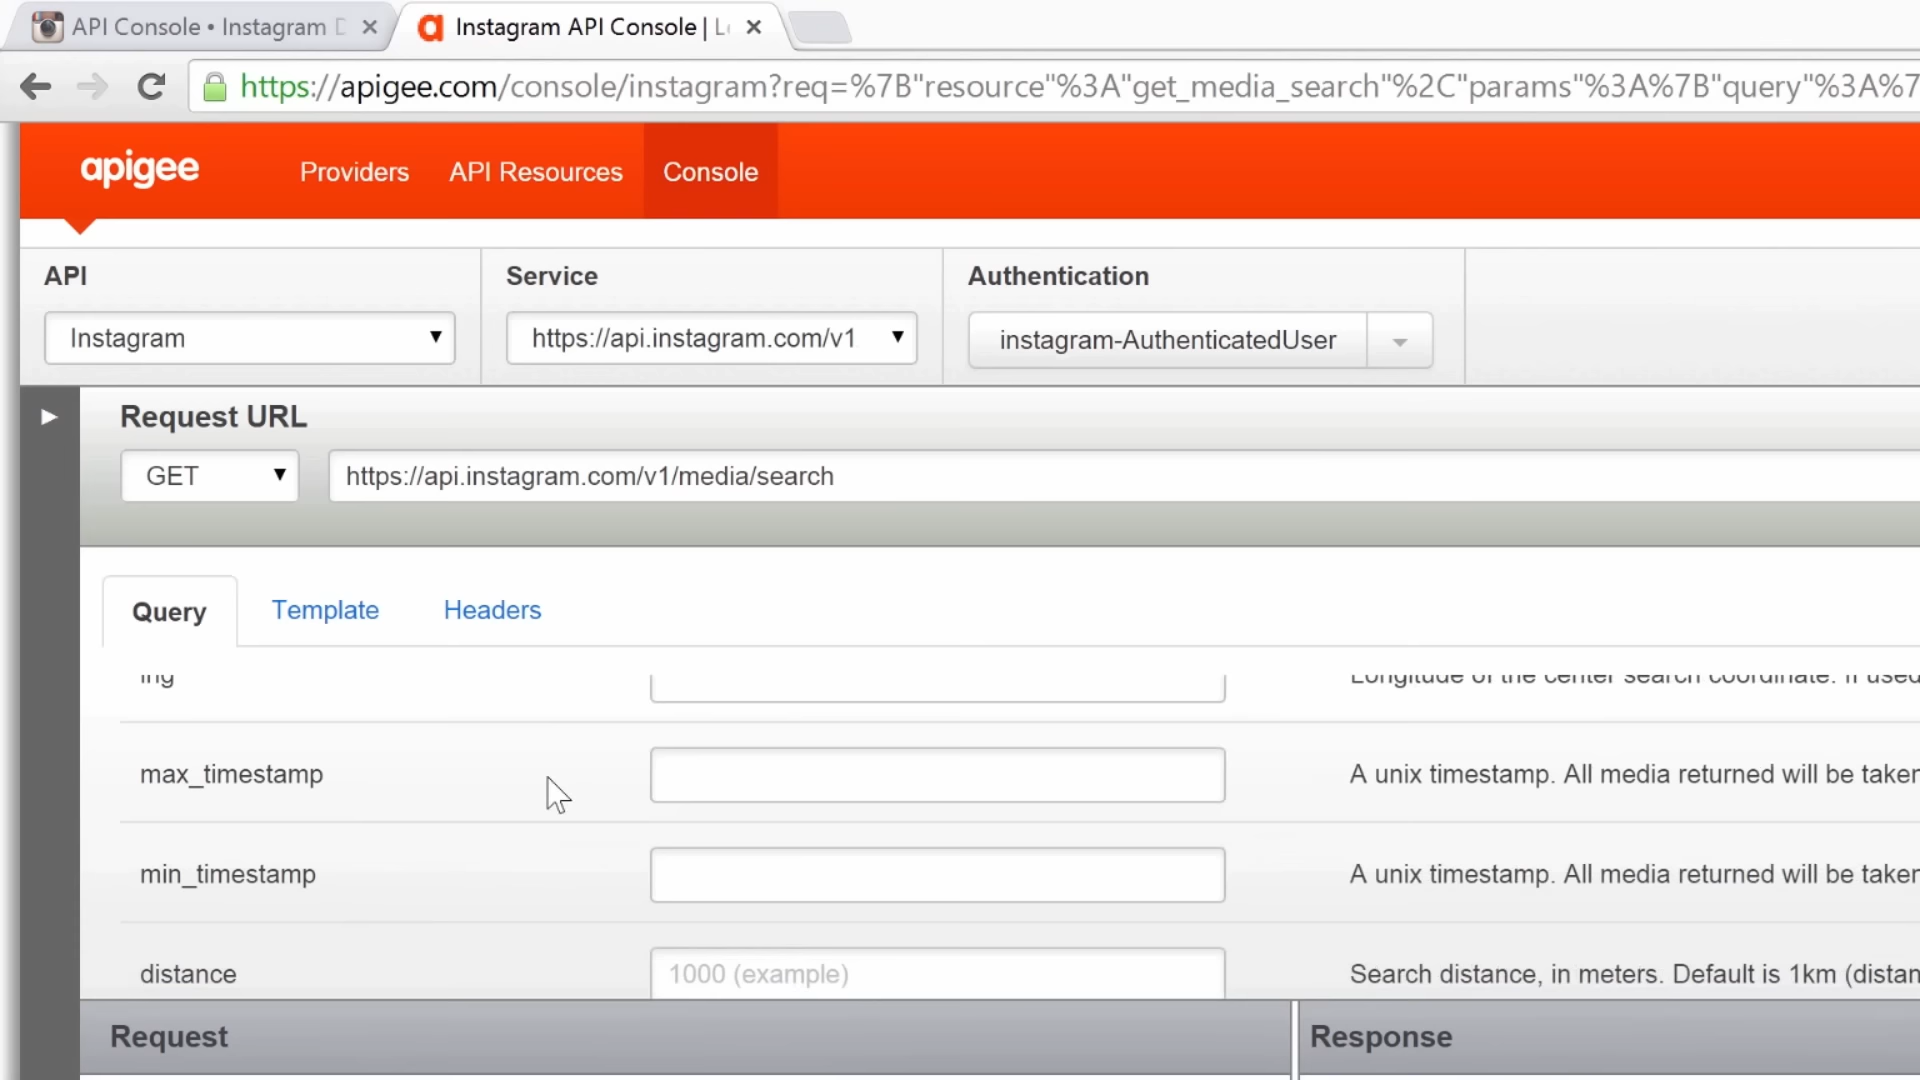 API Console • Instagram D
Instagram API Console | L
https://apigee.com/console/instagram?req=%7B"resource"%3A"get_media_search"%2C"params"%3A%7B"query"%3A%7
apigee
Providers
API Resources
Console
API
Service
Authentication
Instagram
https://api.instagram.com/v1
instagram-AuthenticatedUser
Request URL
GET
https://api.instagram.com/v1/media/search
Query
Template
Headers
lng
Longitude of the center search coordinate. If used
max_timestamp
A unix timestamp. All media returned will be taken
min_timestamp
A unix timestamp. All media returned will be taken
distance
1000 (example)
Search distance, in meters. Default is 1km (distan
Request
Response